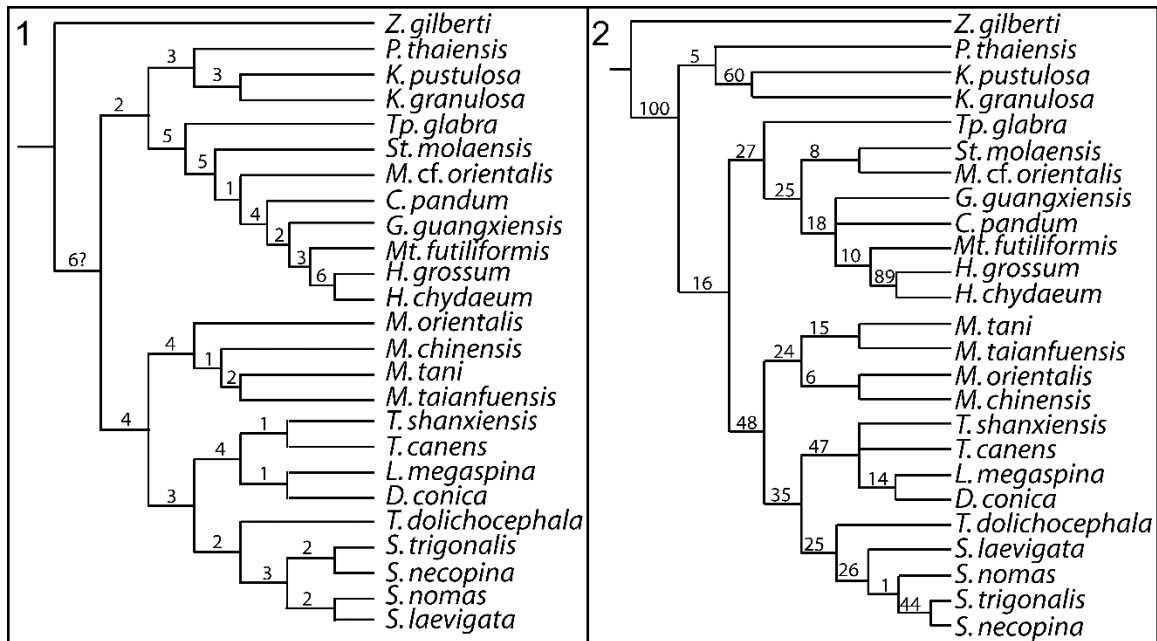 1
Z. gilberti
3
P. thaiensis
3
K. pustulosa
K. granulosa
2
5
Tp. glabra
5
St. molaensis
1
M. cf. orientalis
4
C. pandum
2
G. guangxiensis
3
Mt. futiliformis
6
H. grossum
H. chydaeum
6?
4
M. orientalis
1
M. chinensis
2
M. tani
M. taianfuensis
4
4
1
T. shanxiensis
T. canens
1
L. megaspina
D. conica
3
2
T. dolichocephala
3
2
S. trigonalis
S. necopina
2
S. nomas
S. laevigata
2
Z. gilberti
5
P. thaiensis
60
K. pustulosa
K. granulosa
100
27
Tp. glabra
8
St. molaensis
M. cf. orientalis
25
18
G. guangxiensis
C. pandum
10
Mt. futiliformis
89
H. grossum
H. chydaeum
16
15
M. tani
M. taianfuensis
24
6
M. orientalis
M. chinensis
48
47
T. shanxiensis
T. canens
14
L. megaspina
D. conica
35
25
T. dolichocephala
26
S. laevigata
1
S. nomas
44
S. trigonalis
S. necopina